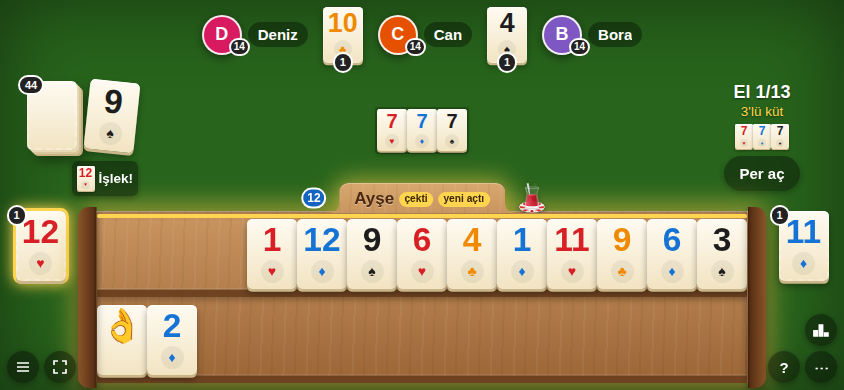 D 14 Deniz 10 1 C 14 Can 4 1 B 14 Bora
44 9
7 7 7
El 1/13
3'lü küt
7 7 7
Per aç
12 İşlek!
12 Ayşe çekti yeni açtı
1 12
1 12 9 6 4 1 11 9 6 3
1 11
2
?